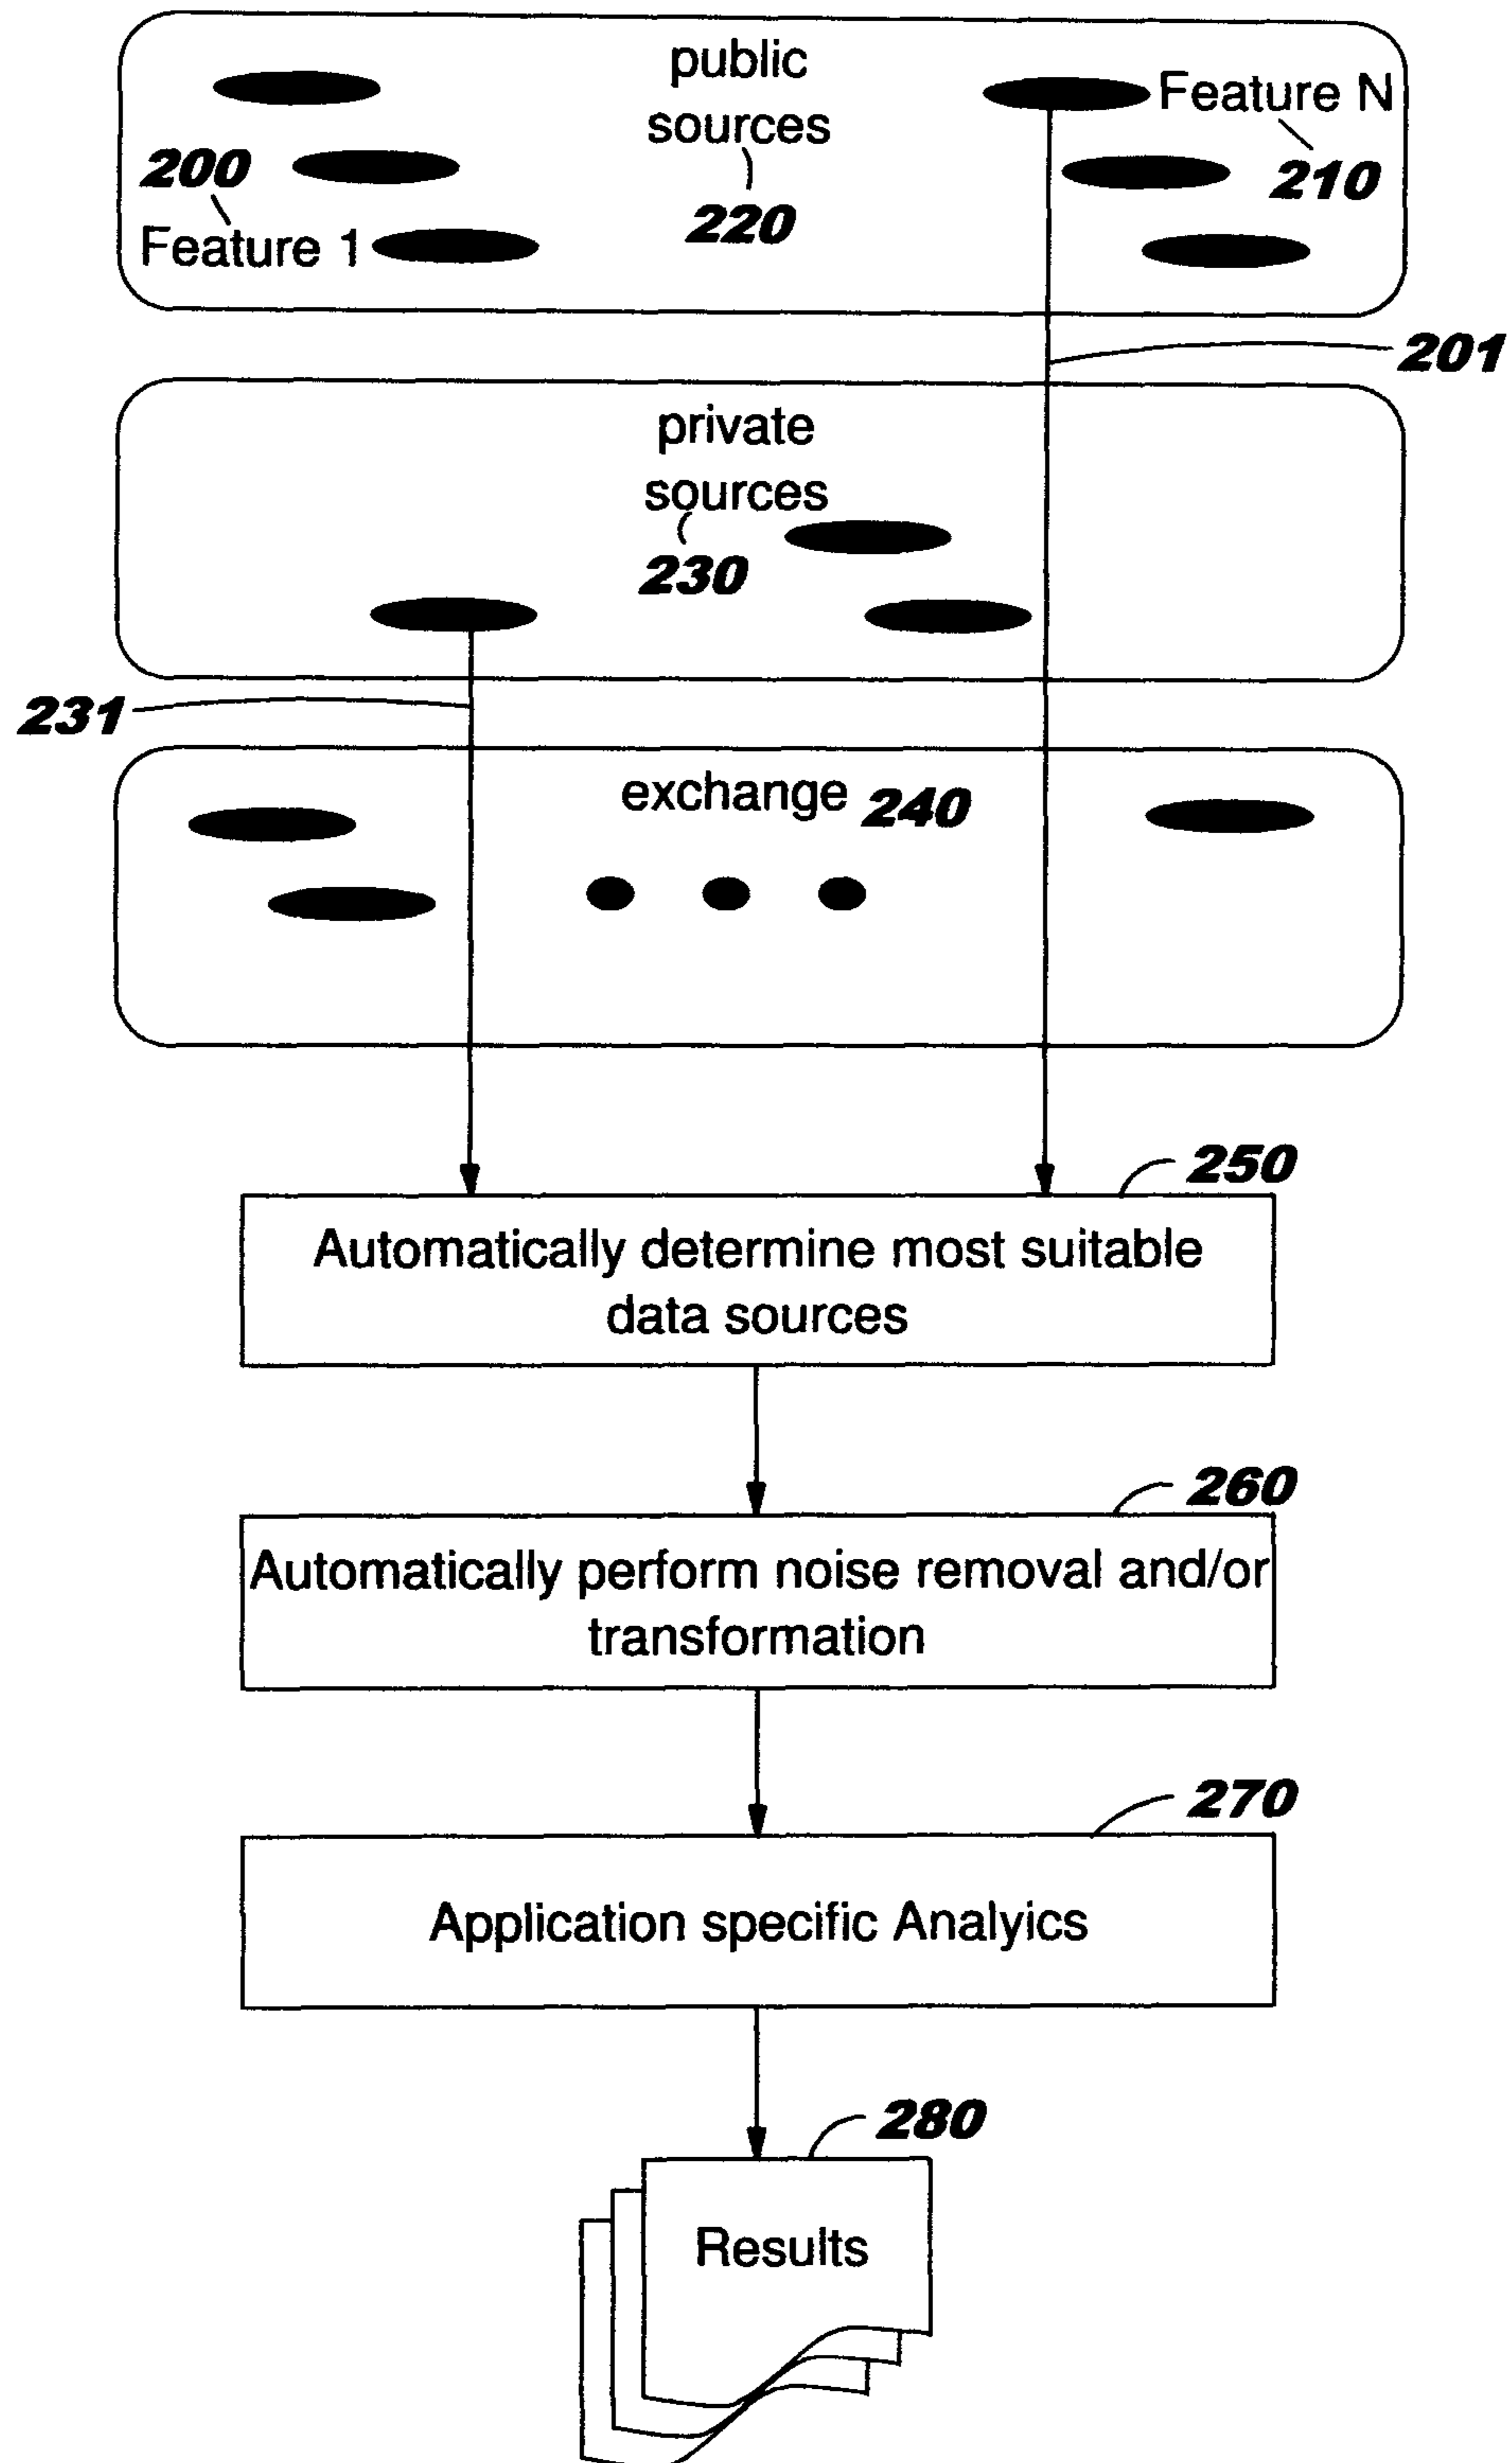 public
sources
220
Feature N
210
200
Feature 1
201
private
sources
230
231
exchange 240
250
Automatically determine most suitable
data sources
260
Automatically perform noise removal and/or
transformation
270
Application specific Analyics
280
Results